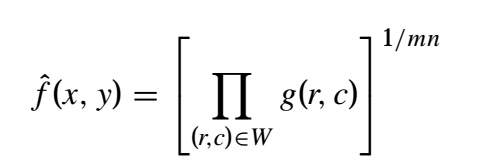 f̂(x, y) = [ ∏_{(r,c)∈W} g(r, c) ]^{1/mn}